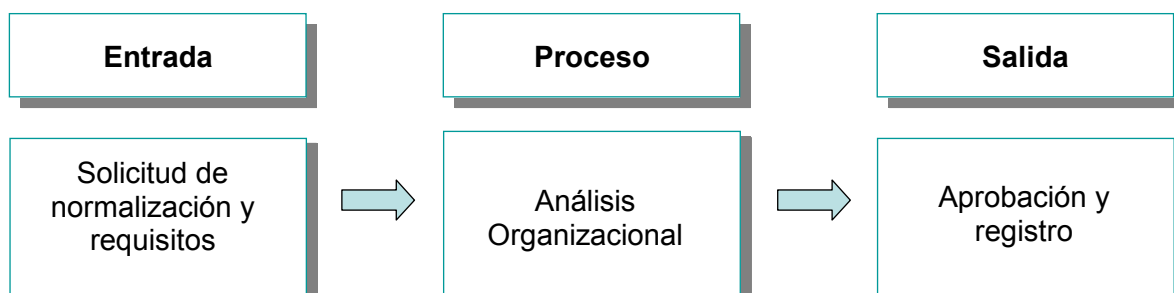 Entrada
Proceso
Salida
Solicitud de
normalización y
requisitos
Análisis
Organizacional
Aprobación y
registro